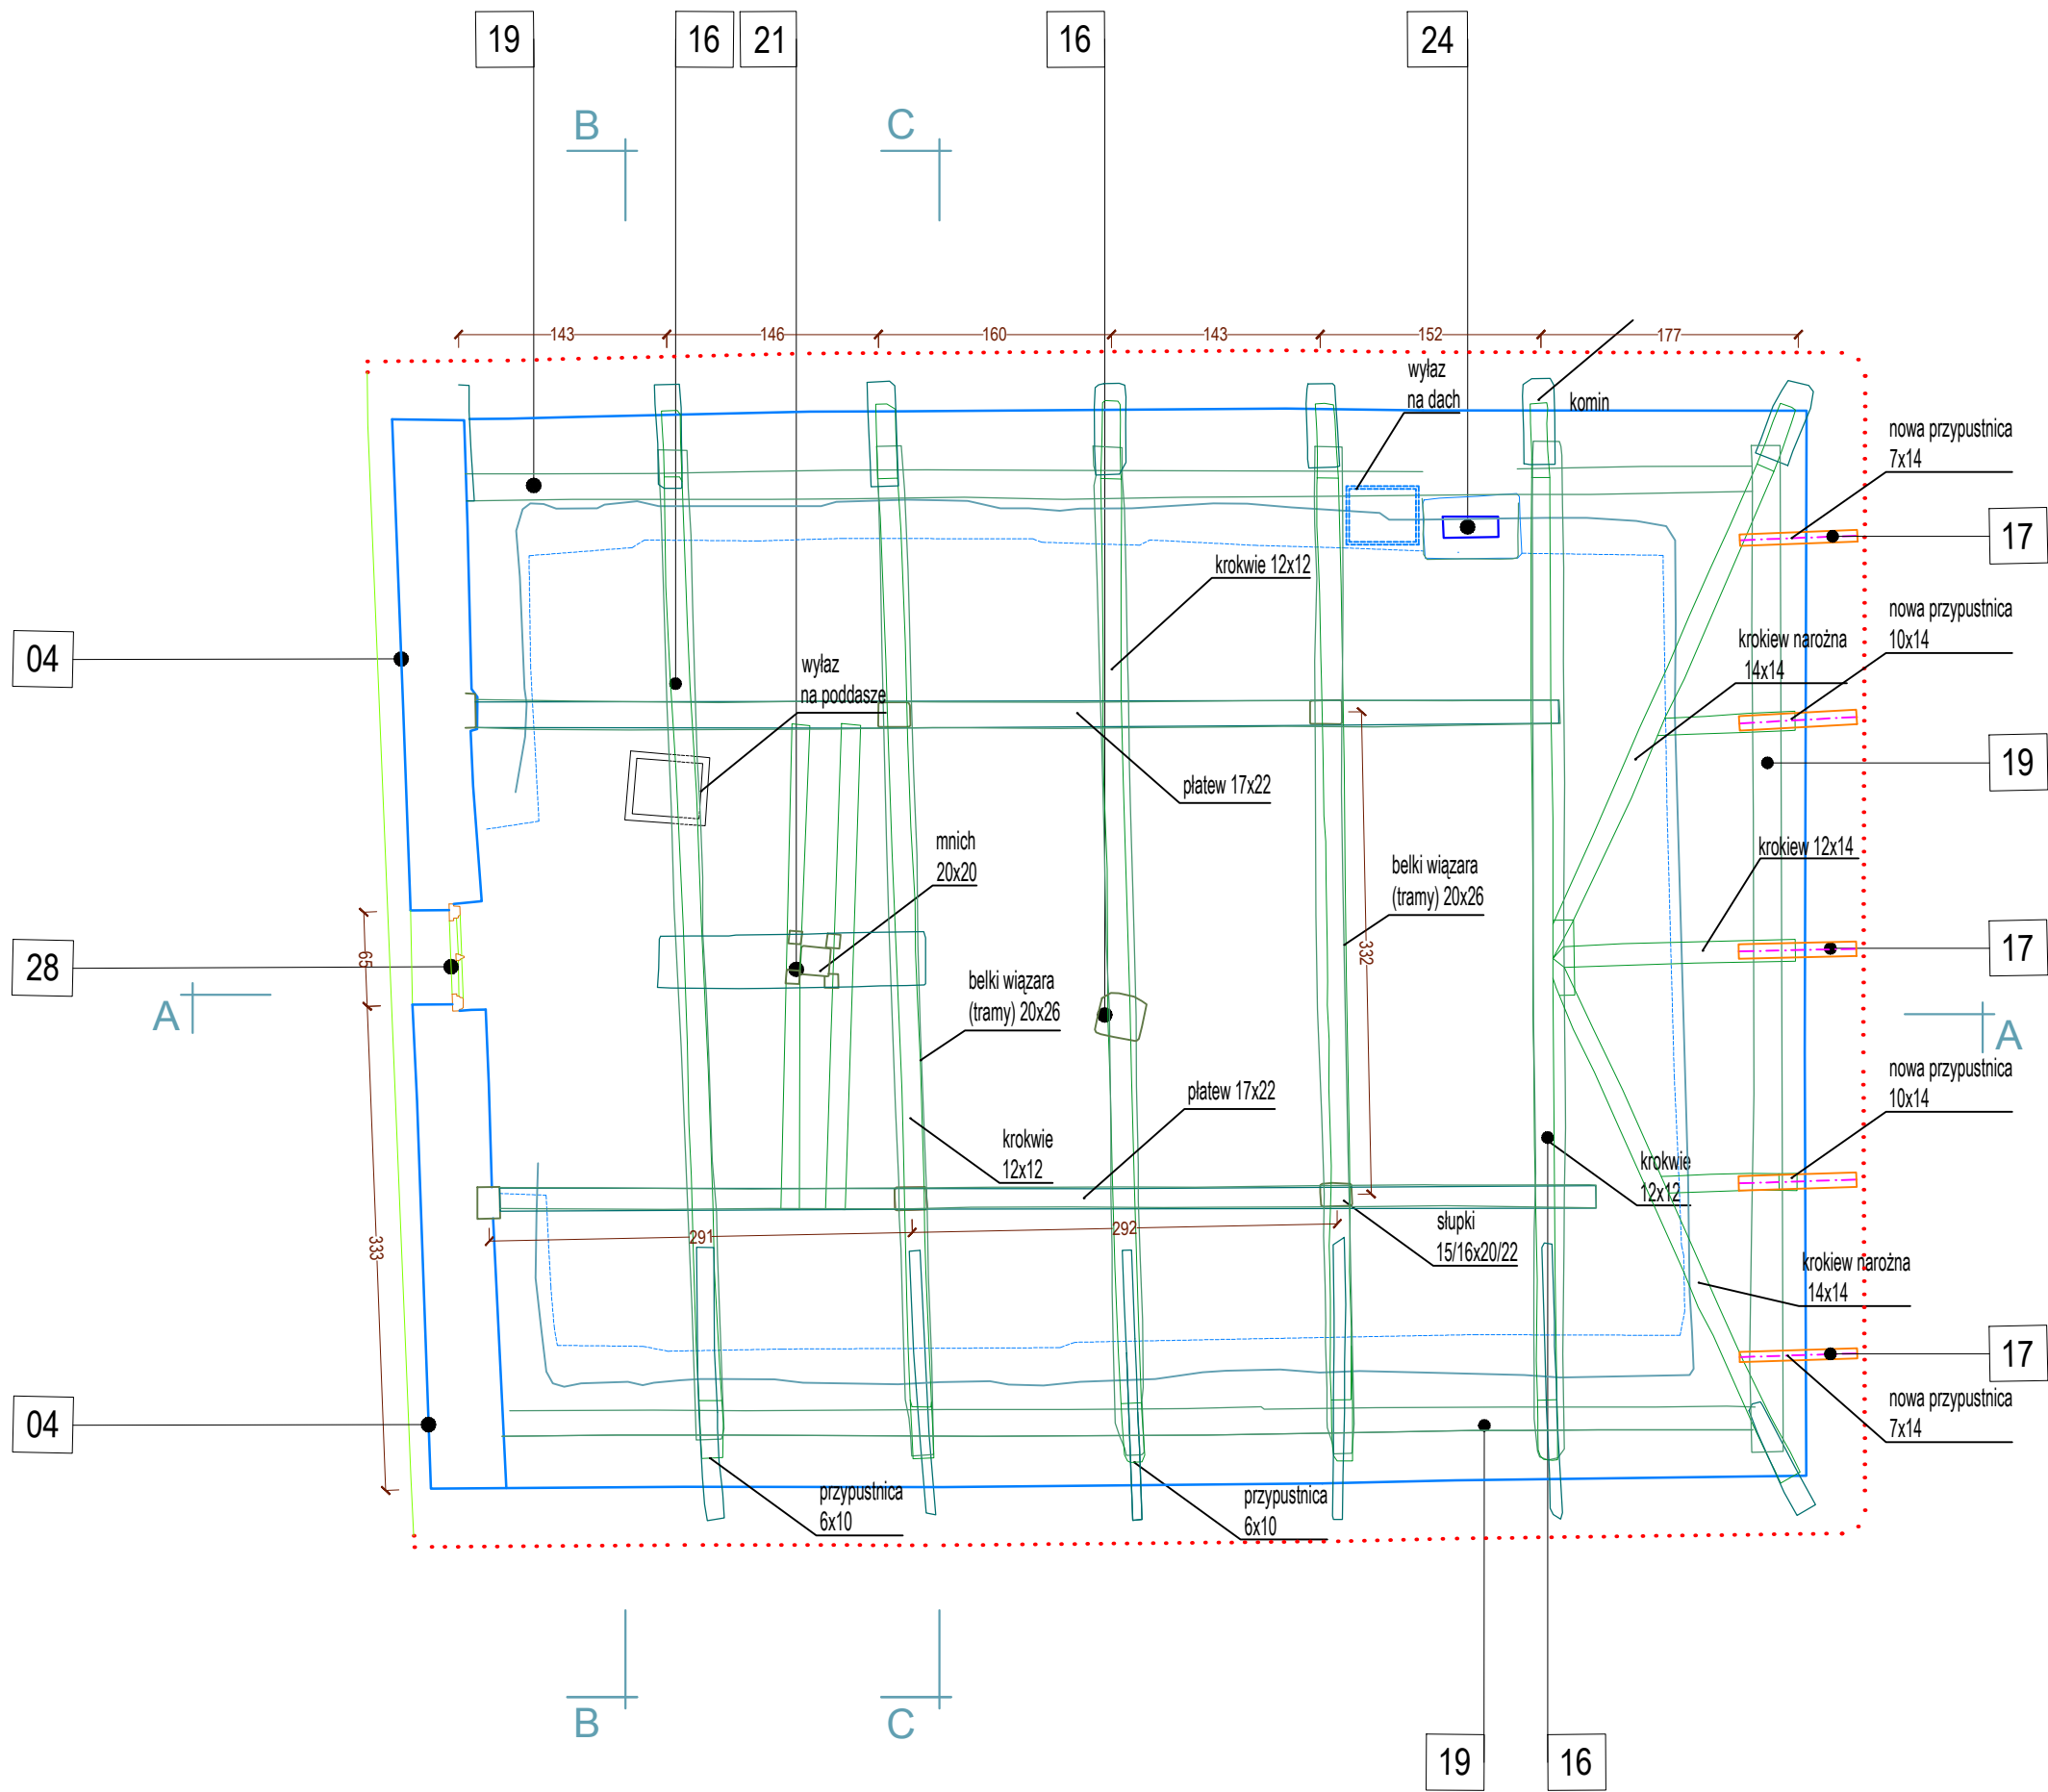 19
16
21
16
24
B
C
143
146
160
143
152
177
wyłaz
na dach
komin
nowa przypustnica
7x14
17
krokwie 12x12
04
nowa przypustnica
10x14
krokiew narożna
14x14
wyłaz
na poddasze
19
płatew 17x22
mnich
20x20
krokiew 12x14
belki wiązara
(tramy) 20x26
65
332
17
28
belki wiązara
(tramy) 20x26
A
A
nowa przypustnica
10x14
płatew 17x22
krokwie
12x12
krokwie
12x12
291
292
333
słupki
15/16x20/22
krokiew narożna
14x14
17
04
nowa przypustnica
7x14
przypustnica
6x10
przypustnica
6x10
B
C
19
16